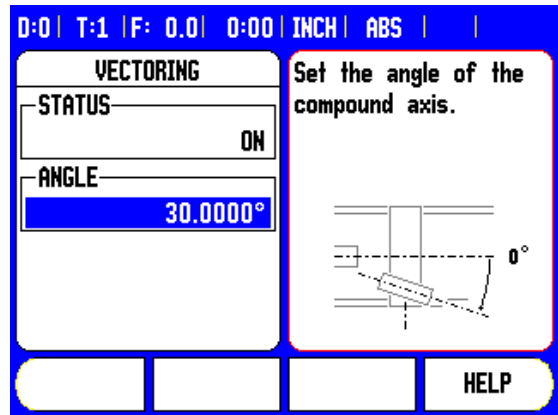 D:0 | T:1 | F: 0.0 | 0:00 | INCH | ABS | |
VECTORING
STATUS
ON
ANGLE
30.0000°
Set the angle of the
compound axis.
0°
HELP